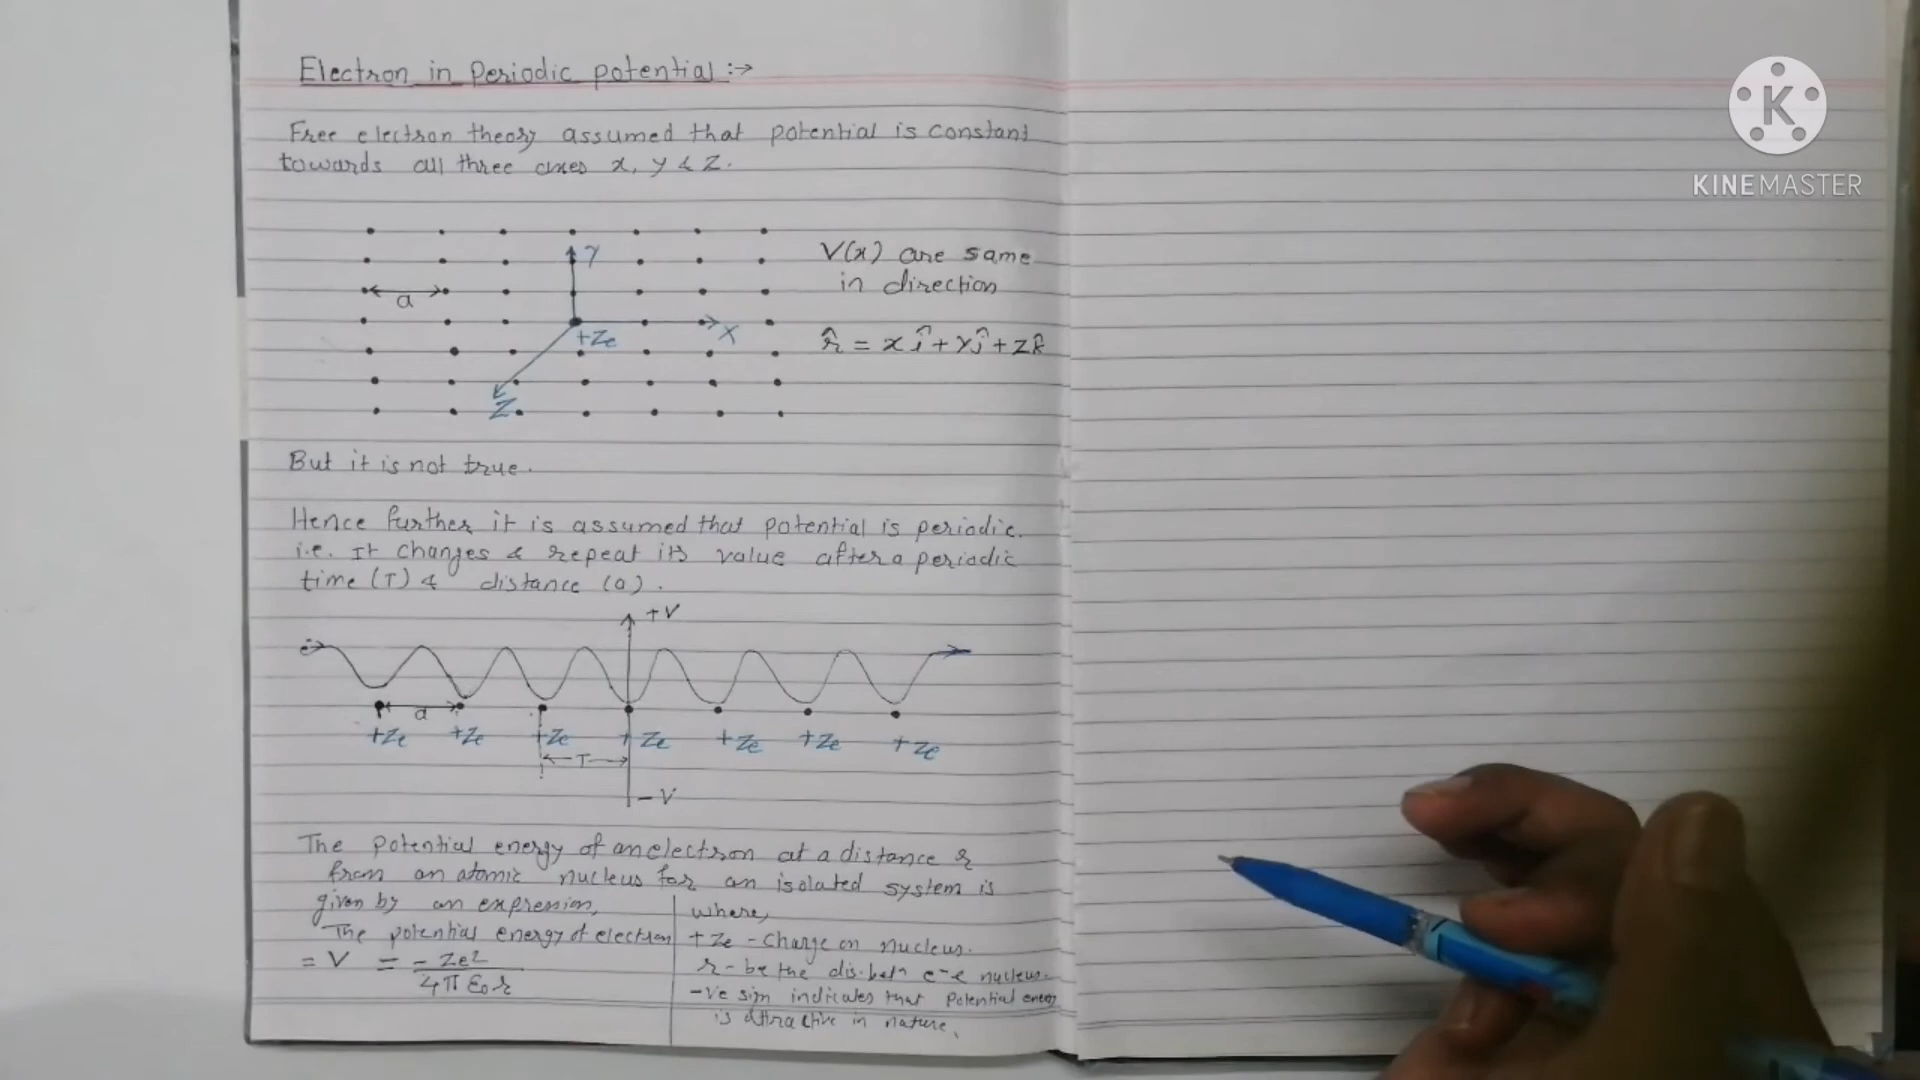 Electron in Periodic potential :→
Free electron theory assumed that potential is constant
towards all three axes x, y & z.
Y
a
+Ze
X
Z
V(x) are same
in direction
r̂ = x î + Y ĵ + Z k̂
But it is not true.
Hence further it is assumed that potential is periodic.
i.e. It changes & repeat its value after a periodic
time (T) & distance (a).
+V
e
a
+Ze +Ze +Ze +Ze +Ze +Ze +Ze
T
-V
The potential energy of an electron at a distance r
from an atomic nucleus for an isolated system is
given by an expression,
The potential energy of electron
= V = -Ze2 / 4π ε0 r
where,
+Ze - Charge on nucleus.
r - be the dis. betn e- & nucleus.
-ve sign indicates that Potential energy
is attractive in nature.
K
KINEMASTER